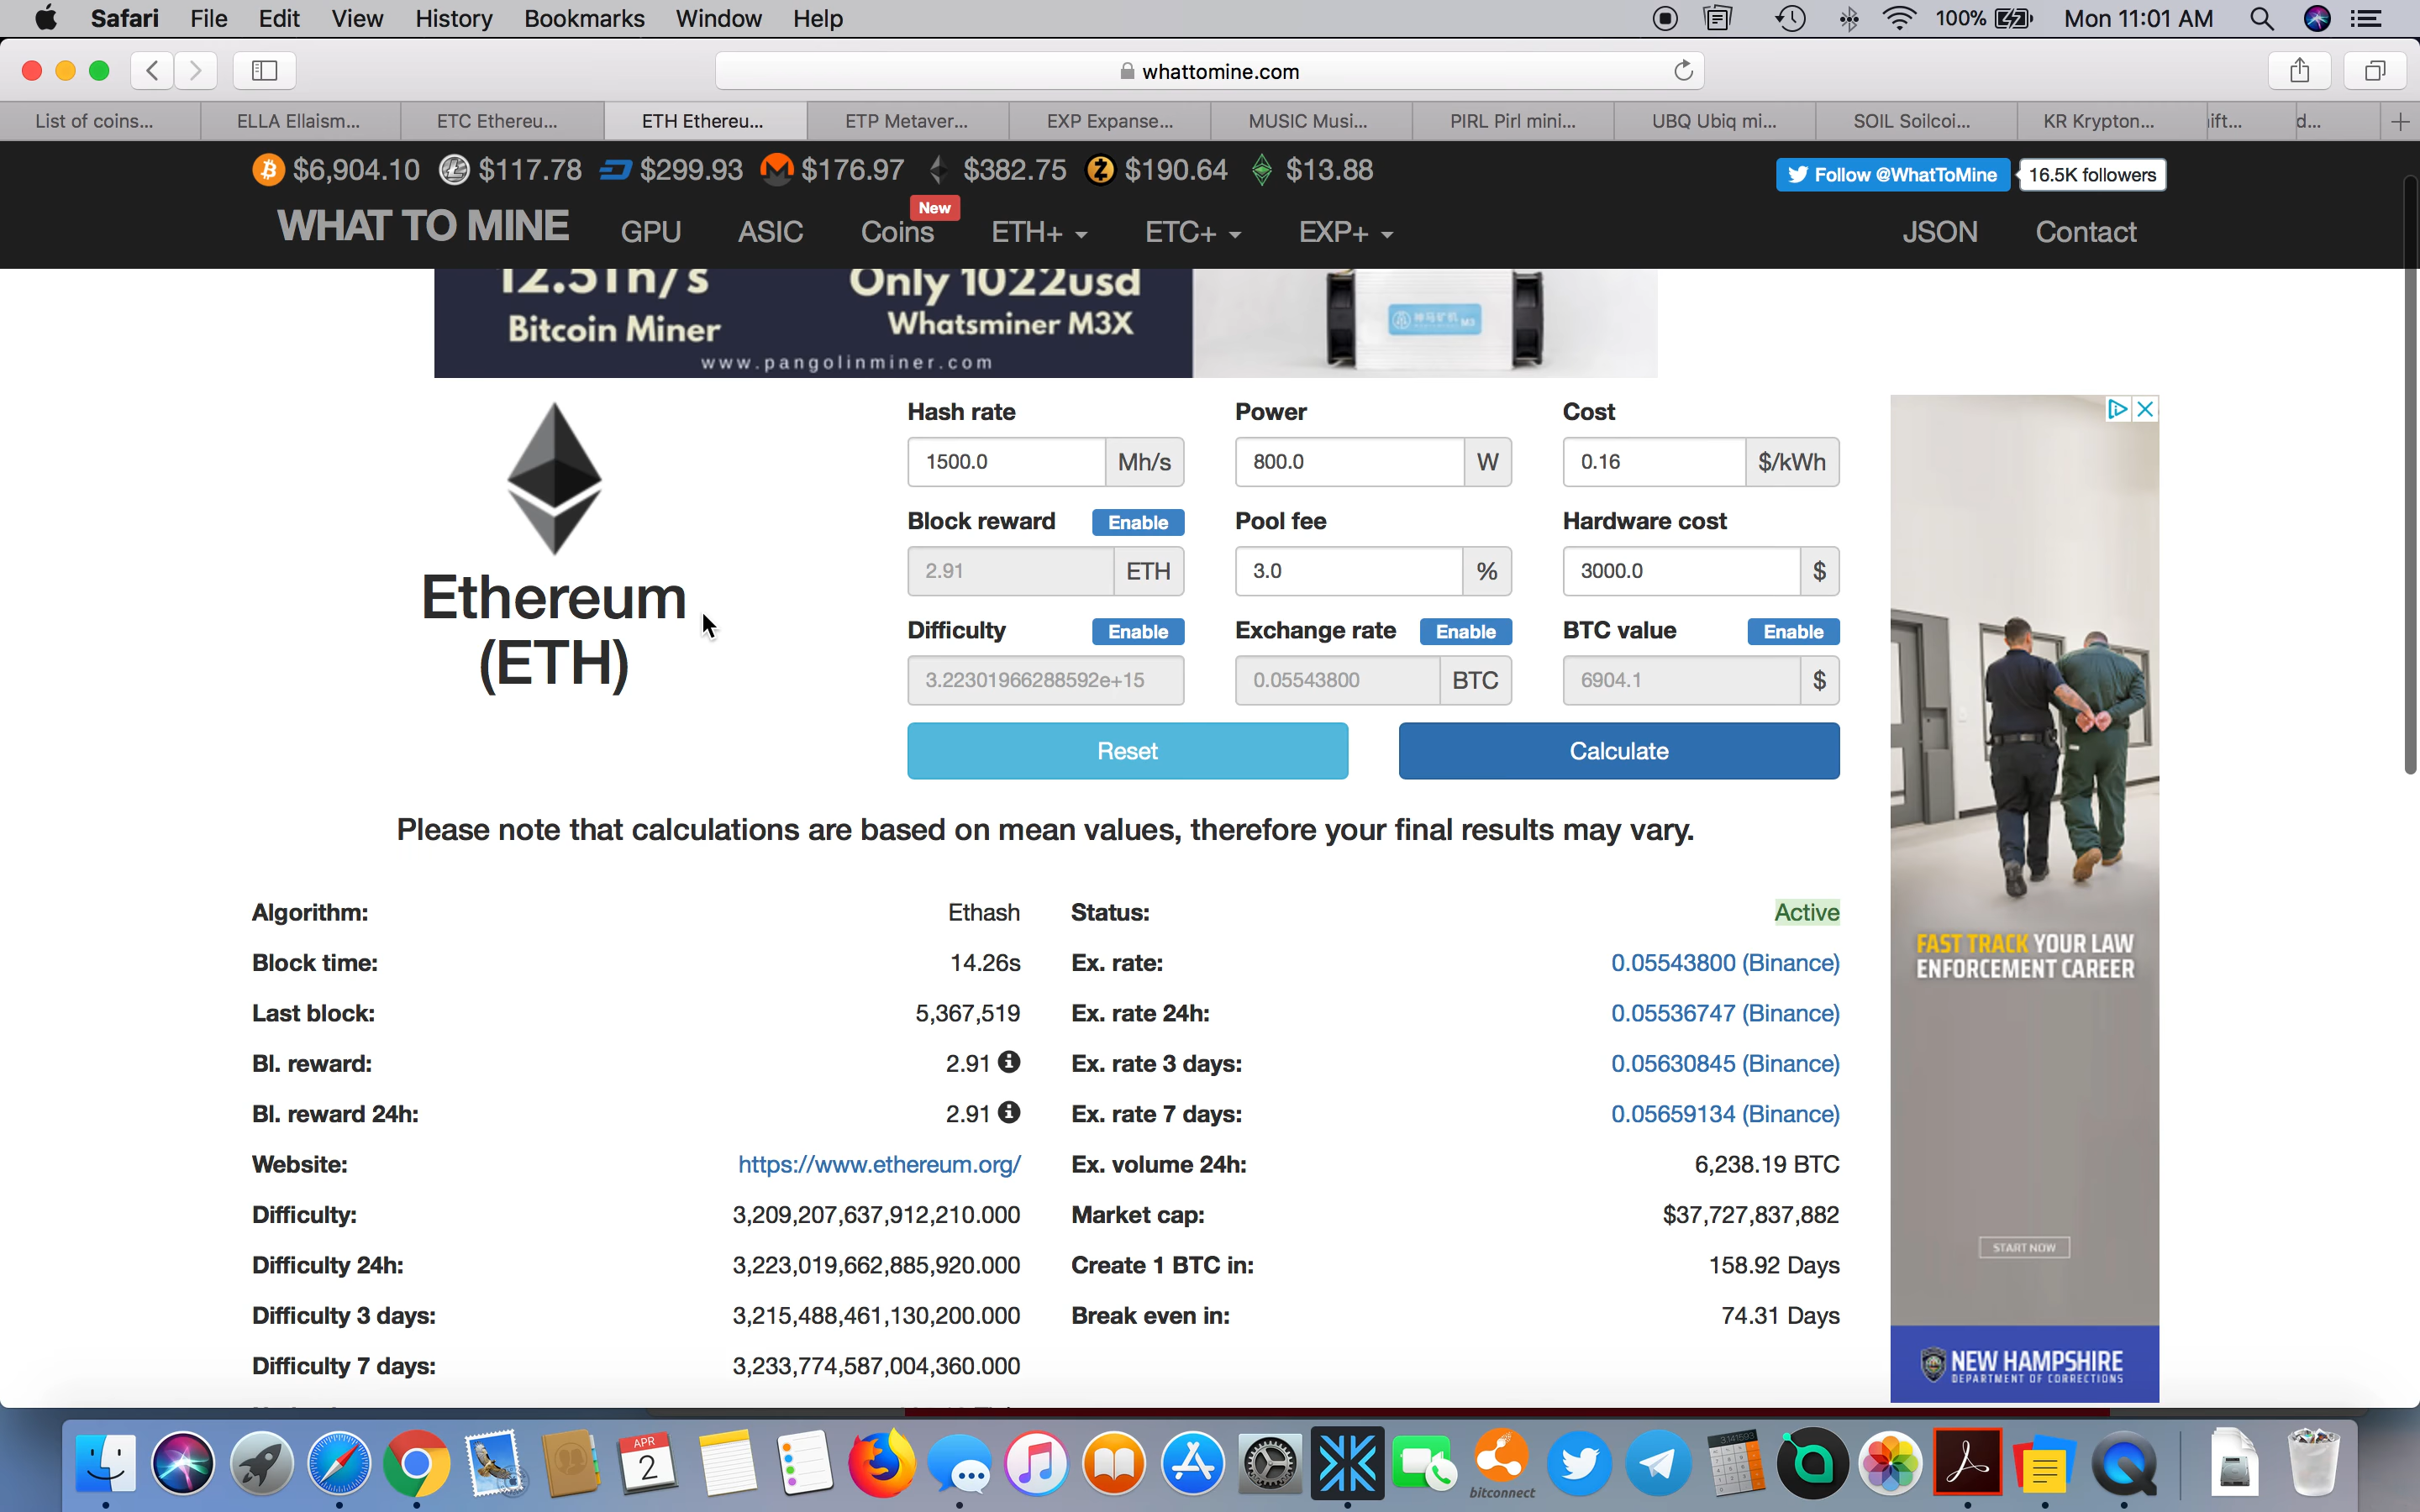 Safari File Edit View History Bookmarks Window Help 100% Mon 11:01 AM
whattomine.com
List of coins... ELLA Ellaism... ETC Ethereu... ETH Ethereu... ETP Metaver... EXP Expanse... MUSIC Musi... PIRL Pirl mini... UBQ Ubiq mi... SOIL Soilcoi... KR Krypton... ift... d...
$6,904.10 $117.78 $299.93 $176.97 $382.75 $190.64 $13.88 Follow @WhatToMine 16.5K followers
WHAT TO MINE GPU ASIC Coins New ETH+ ETC+ EXP+ JSON Contact
12.5Th/s Only 1022usd
Bitcoin Miner Whatsminer M3X
www.pangolinminer.com
Ethereum
(ETH)
Hash rate Power Cost
1500.0 Mh/s 800.0 W 0.16 $/kWh
Block reward Enable Pool fee Hardware cost
2.91 ETH 3.0 % 3000.0 $
Difficulty Enable Exchange rate Enable BTC value Enable
3.22301966288592e+15 0.05543800 BTC 6904.1 $
Reset Calculate
Please note that calculations are based on mean values, therefore your final results may vary.
Algorithm: Ethash Status: Active
Block time: 14.26s Ex. rate: 0.05543800 (Binance)
Last block: 5,367,519 Ex. rate 24h: 0.05536747 (Binance)
Bl. reward: 2.91 Ex. rate 3 days: 0.05630845 (Binance)
Bl. reward 24h: 2.91 Ex. rate 7 days: 0.05659134 (Binance)
Website: https://www.ethereum.org/ Ex. volume 24h: 6,238.19 BTC
Difficulty: 3,209,207,637,912,210.000 Market cap: $37,727,837,882
Difficulty 24h: 3,223,019,662,885,920.000 Create 1 BTC in: 158.92 Days
Difficulty 3 days: 3,215,488,461,130,200.000 Break even in: 74.31 Days
Difficulty 7 days: 3,233,774,587,004,360.000
FAST TRACK YOUR LAW
ENFORCEMENT CAREER
START NOW
NEW HAMPSHIRE
DEPARTMENT OF CORRECTIONS
APR
2
3.141593
bitconnect